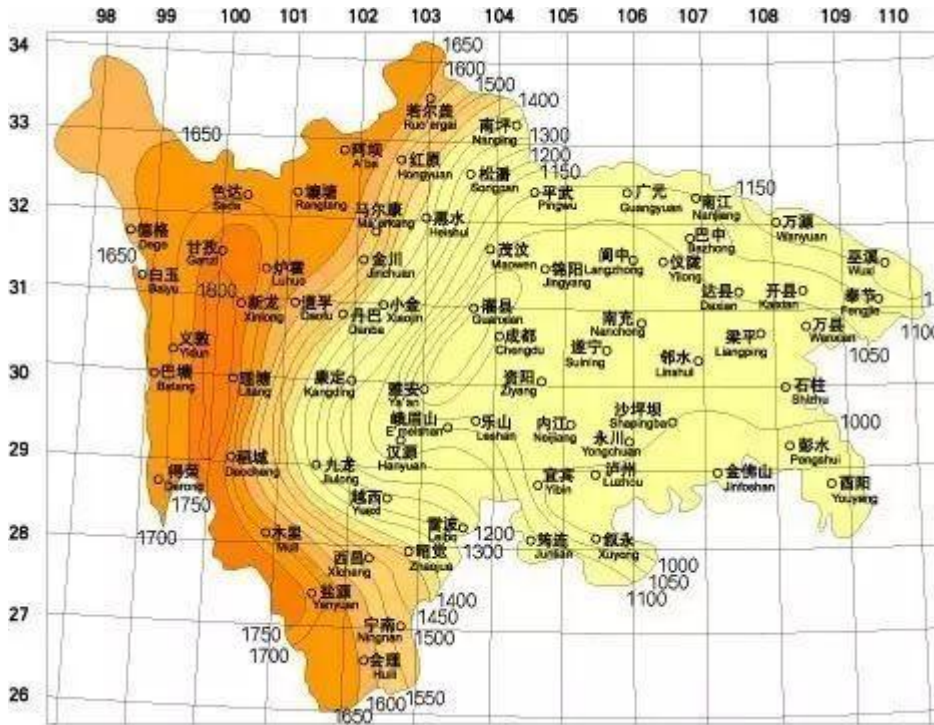 98 99 100 101 102 103 104 105 106 107 108 109 110
34
33
32
31
30
29
28
27
26
1650
1600
1500
1400
1300
1200
1150
1650
1150
1650
1800
1100
1050
1000
1750
1700
1200
1300
1000
1050
1100
1400
1450
1500
1750
1700
1550
1600
1650
若尔盖
Ruo'ergai
南坪
Nanping
阿坝
A'ba
红原
Hongyuan
松潘
Songpan
色达
Seda
壤塘
Rangtang
平武
Pingwu
广元
Guangyuan
南江
Nanjiang
马尔康
Ma'erkang
黑水
Heishui
万源
Wanyuan
德格
Dege
甘孜
Ganzi
巴中
Bazhong
茂汶
Maowen
阆中
Langzhong
仪陇
Yilong
巫溪
Wuxi
白玉
Baiyu
炉霍
Luhuo
金川
Jinchuan
绵阳
Jingyang
新龙
Xinlong
道孚
Daofu
丹巴
Danba
小金
Xiaojin
灌县
Guanxian
达县
Daxian
开县
Kaixian
奉节
Fengjie
义敦
Yidun
成都
Chengdu
南充
Nanchong
梁平
Liangping
万县
Wanxian
遂宁
Suining
邻水
Linshui
巴塘
Batang
理塘
Litang
康定
Kangding
雅安
Ya'an
资阳
Ziyang
石柱
Shizhu
峨眉山
E'meishan
乐山
Leshan
内江
Neijiang
沙坪坝
Shapingba
永川
Yongchuan
稻城
Daocheng
九龙
Jiulong
汉源
Hanyuan
彭水
Pengshui
得荣
Derong
越西
Yuexi
宜宾
Yibin
泸州
Luzhou
金佛山
Jinfoshan
酉阳
Youyang
木里
Muli
雷波
Leibo
筠连
Junlian
叙永
Xuyong
西昌
Xichang
昭觉
Zhaojue
盐源
Yanyuan
宁南
Ningnan
会理
Huili